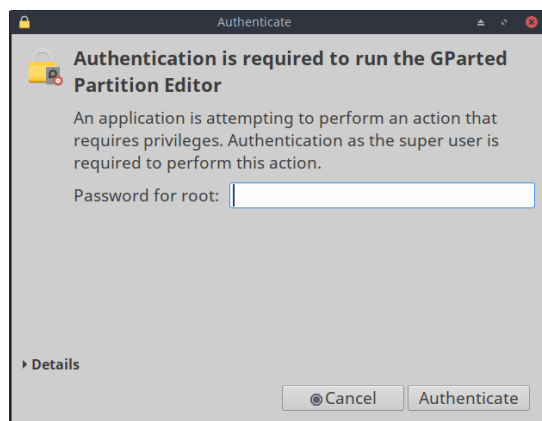 Authenticate
Authentication is required to run the GParted
Partition Editor
An application is attempting to perform an action that
requires privileges. Authentication as the super user is
required to perform this action.
Password for root:
Details
Cancel Authenticate